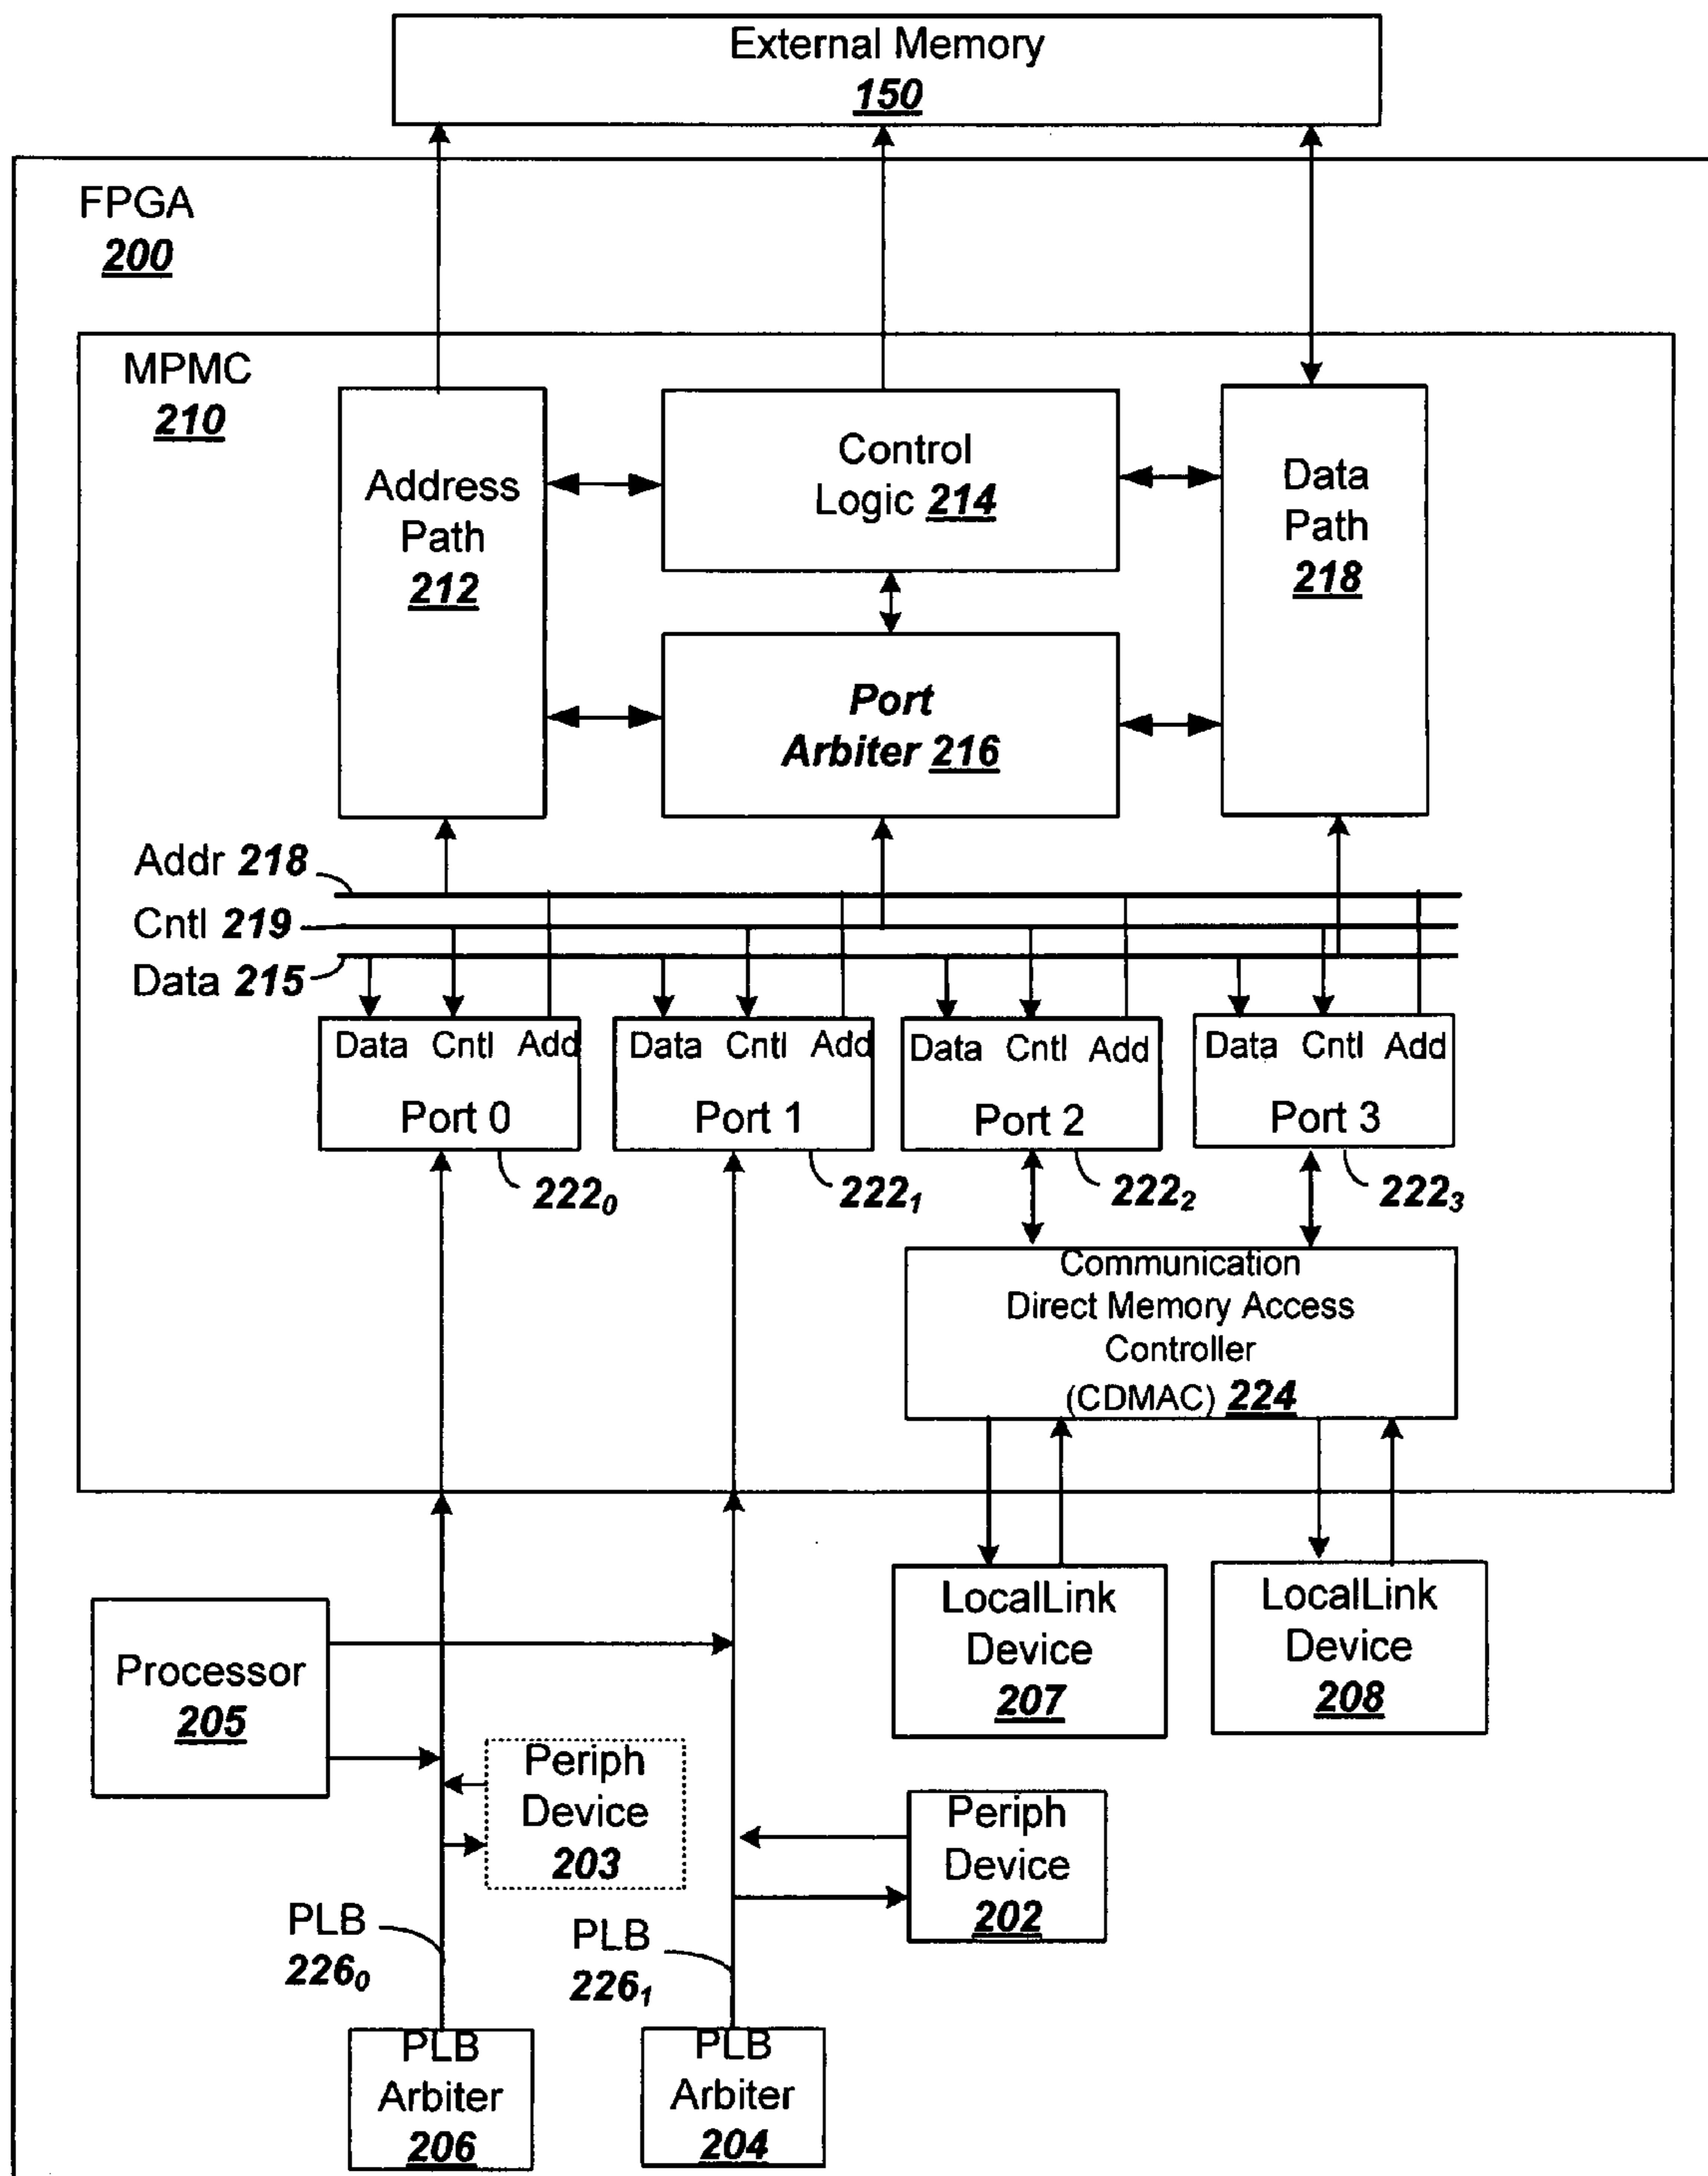 External Memory
150
FPGA
200
MPMC
210
Address
Path
212
Control
Logic 214
Data
Path
218
Port
Arbiter 216
Addr 218
Cntl 219
Data 215
Data Cntl Add
Port 0
222₀
Data Cntl Add
Port 1
222₁
Data Cntl Add
Port 2
222₂
Data Cntl Add
Port 3
222₃
Communication
Direct Memory Access
Controller
(CDMAC) 224
LocalLink
Device
207
LocalLink
Device
208
Processor
205
Periph
Device
203
Periph
Device
202
PLB
226₀
PLB
226₁
PLB
Arbiter
206
PLB
Arbiter
204